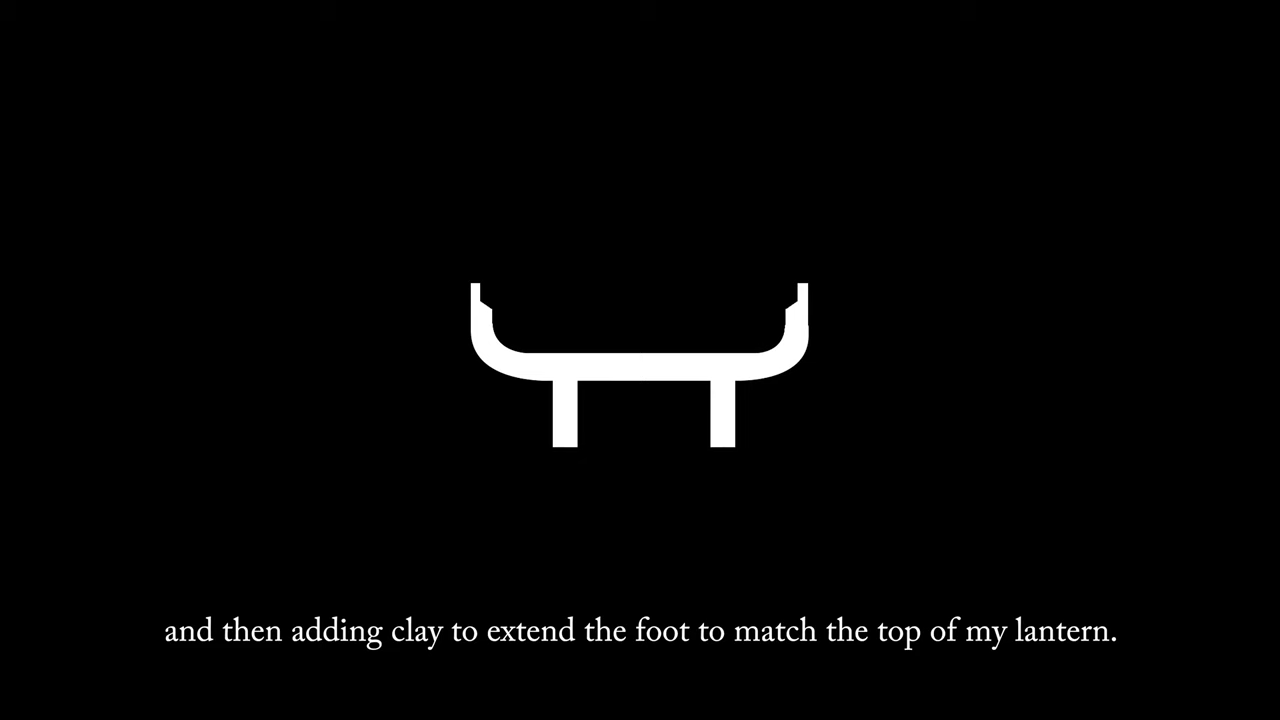 and then adding clay to extend the foot to match the top of my lantern.